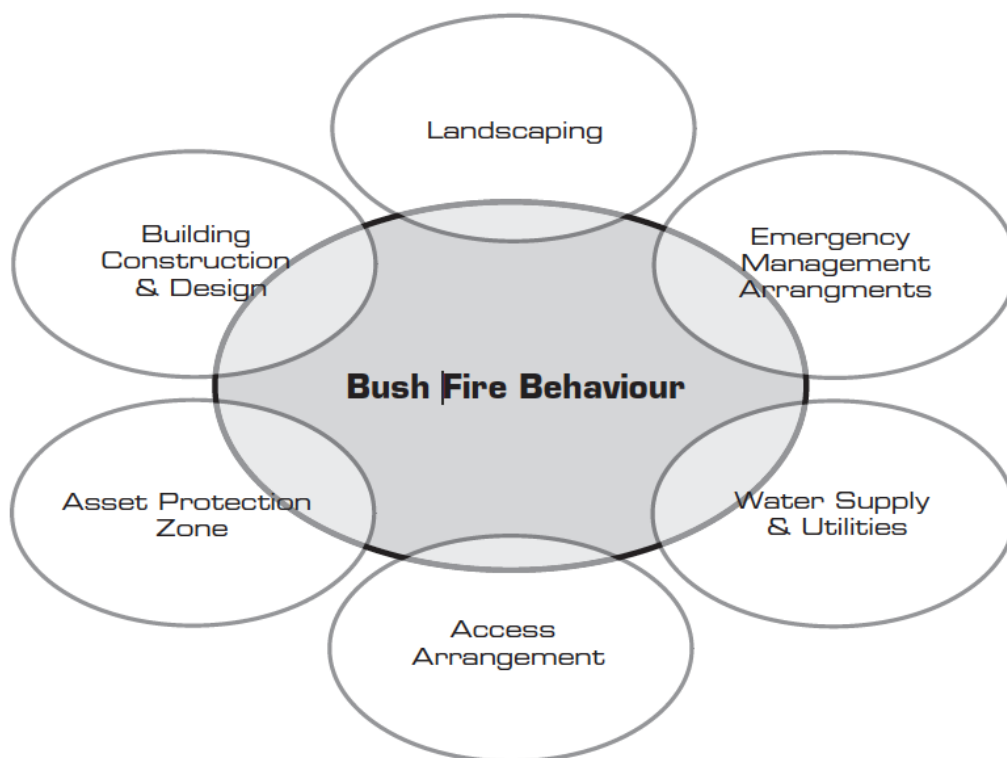 Landscaping
Building
Construction
& Design
Emergency
Management
Arrangments
Bush Fire Behaviour
Asset Protection
Zone
Water Supply
& Utilities
Access
Arrangement